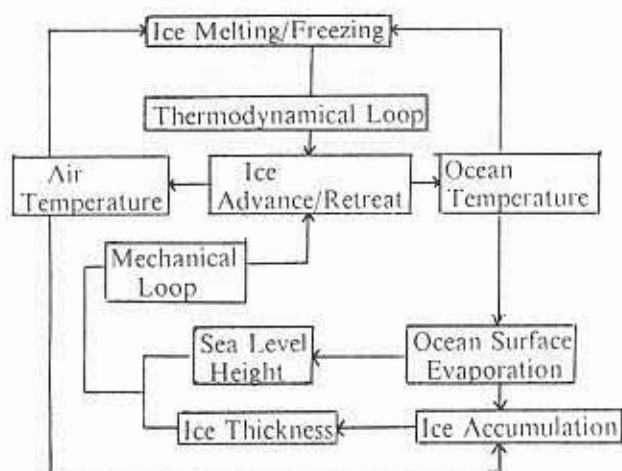 Ice Melting/Freezing
Thermodynamical Loop
Air
Temperature
Ice
Advance/Retreat
Ocean
Temperature
Mechanical
Loop
Sea Level
Height
Ocean Surface
Evaporation
Ice Thickness
Ice Accumulation